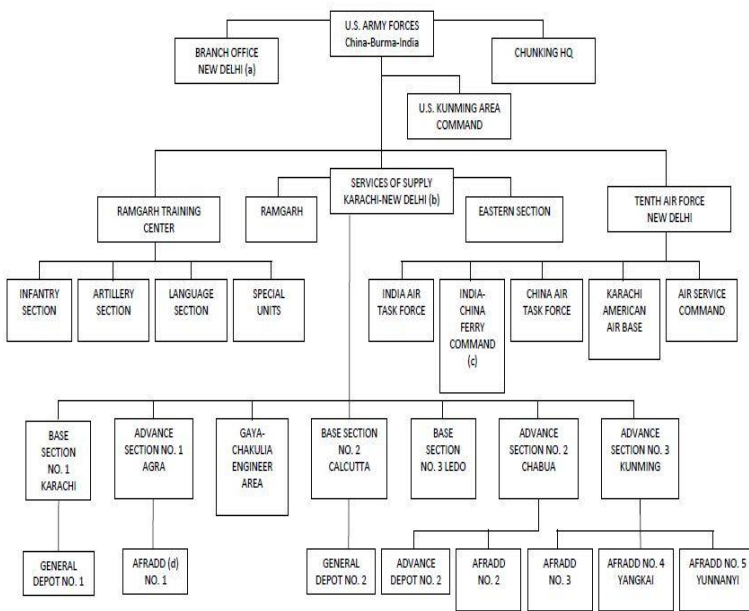 U.S. ARMY FORCES
China-Burma-India
BRANCH OFFICE
NEW DELHI (a)
CHUNKING HQ
U.S. KUNMING AREA
COMMAND
RAMGARH TRAINING
CENTER
RAMGARH
SERVICES OF SUPPLY
KARACHI-NEW DELHI (b)
EASTERN SECTION
TENTH AIR FORCE
NEW DELHI
INFANTRY
SECTION
ARTILLERY
SECTION
LANGUAGE
SECTION
SPECIAL
UNITS
INDIA AIR
TASK FORCE
INDIA-
CHINA
FERRY
COMMAND
(c)
CHINA AIR
TASK FORCE
KARACHI
AMERICAN
AIR BASE
AIR SERVICE
COMMAND
BASE
SECTION
NO. 1
KARACHI
ADVANCE
SECTION NO. 1
AGRA
GAYA-
CHAKULIA
ENGINEER
AREA
BASE SECTION
NO. 2
CALCUTTA
BASE
SECTION
NO. 3 LEDO
ADVANCE
SECTION NO. 2
CHABUA
ADVANCE
SECTION NO. 3
KUNMING
GENERAL
DEPOT NO. 1
AFRADD (d)
NO. 1
GENERAL
DEPOT NO. 2
ADVANCE
DEPOT NO. 2
AFRADD
NO. 2
AFRADD
NO. 3
AFRADD NO. 4
YANGKAI
AFRADD NO. 5
YUNNANYI